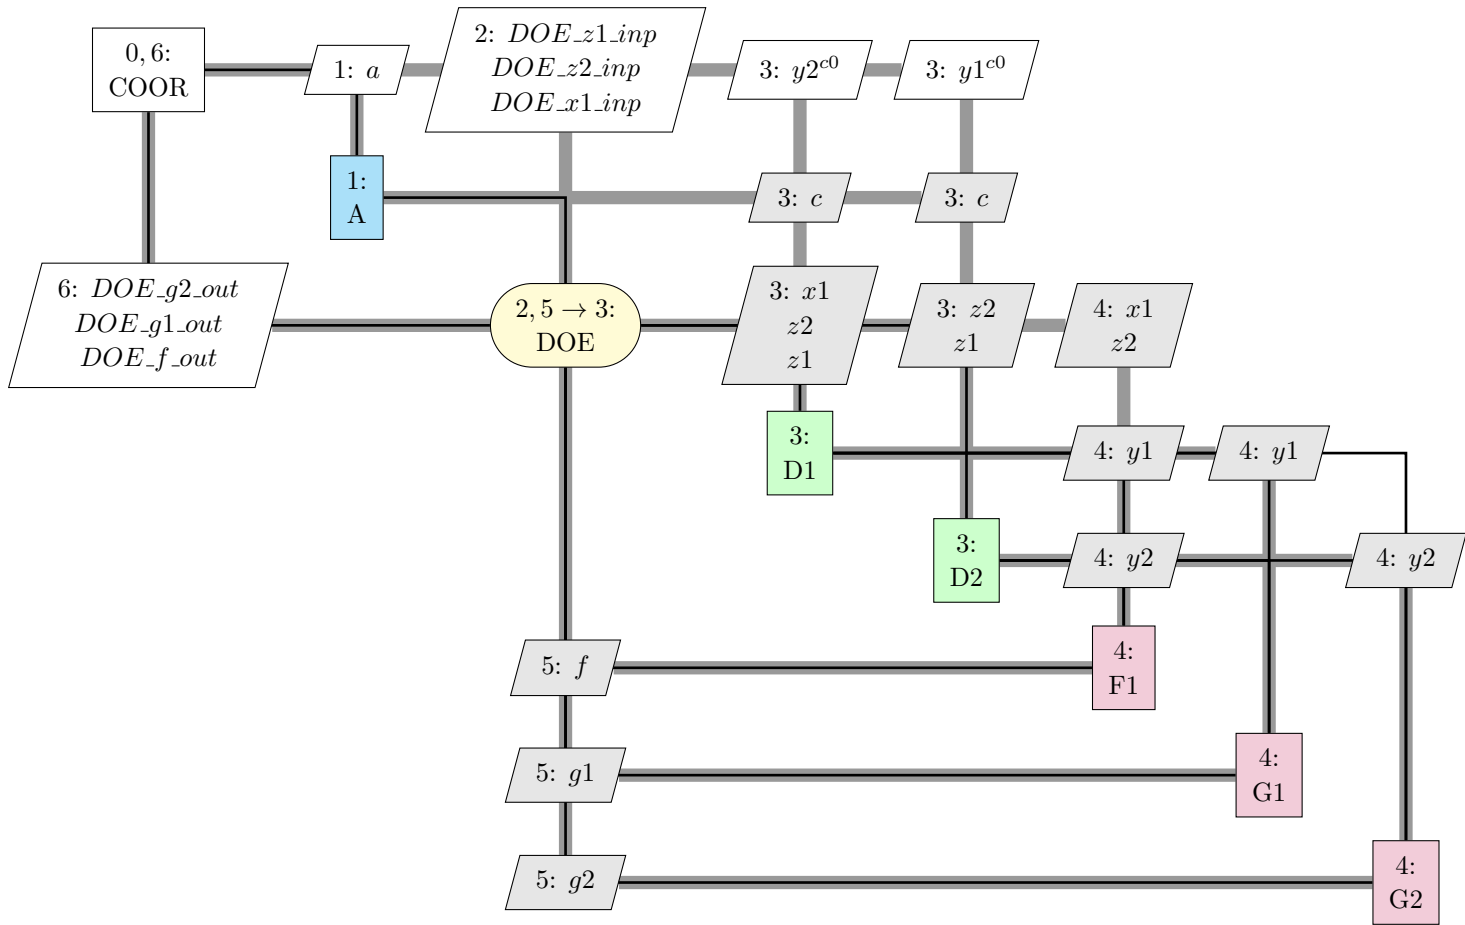 0, 6:
COOR
1: a
2: DOE_z1_inp
DOE_z2_inp
DOE_x1_inp
3: y2^{c0}
3: y1^{c0}
1:
A
3: c
3: c
6: DOE_g2_out
DOE_g1_out
DOE_f_out
2, 5 → 3:
DOE
3: x1
z2
z1
3: z2
z1
4: x1
z2
3:
D1
4: y1
4: y1
3:
D2
4: y2
4: y2
5: f
4:
F1
5: g1
4:
G1
5: g2
4:
G2